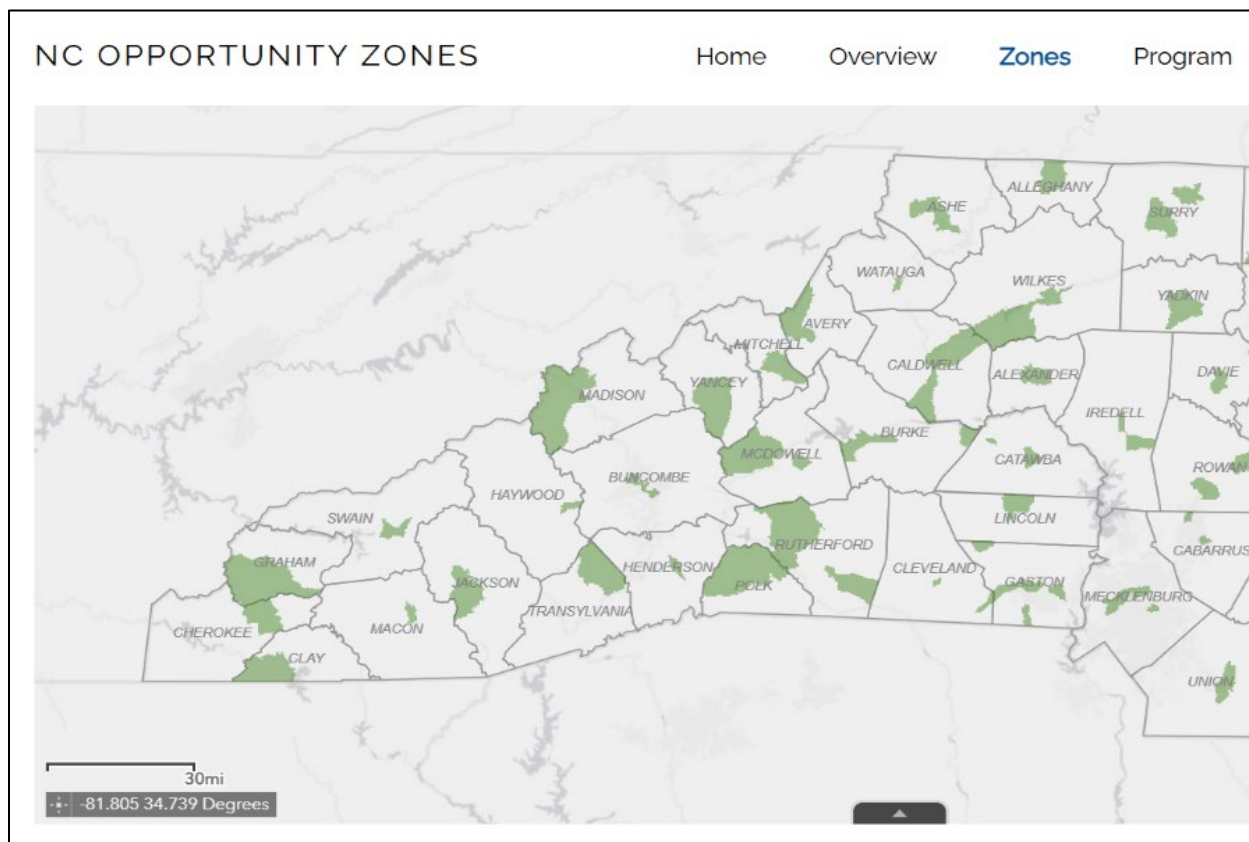 NC OPPORTUNITY ZONES
Home Overview Zones Program
ALLEGHANY
ASHE
SURRY
WATAUGA
WILKES
YADKIN
AVERY
MITCHELL
CALDWELL
ALEXANDER
DAVIE
YANCEY
MADISON
IREDELL
BURKE
MCDOWELL
CATAWBA
ROWAN
BUNCOMBE
HAYWOOD
SWAIN
LINCOLN
RUTHERFORD
CABARRUS
GRAHAM
HENDERSON
CLEVELAND
JACKSON
POLK
GASTON
MECKLENBURG
TRANSYLVANIA
CHEROKEE
MACON
CLAY
UNION
30mi
-81.805 34.739 Degrees